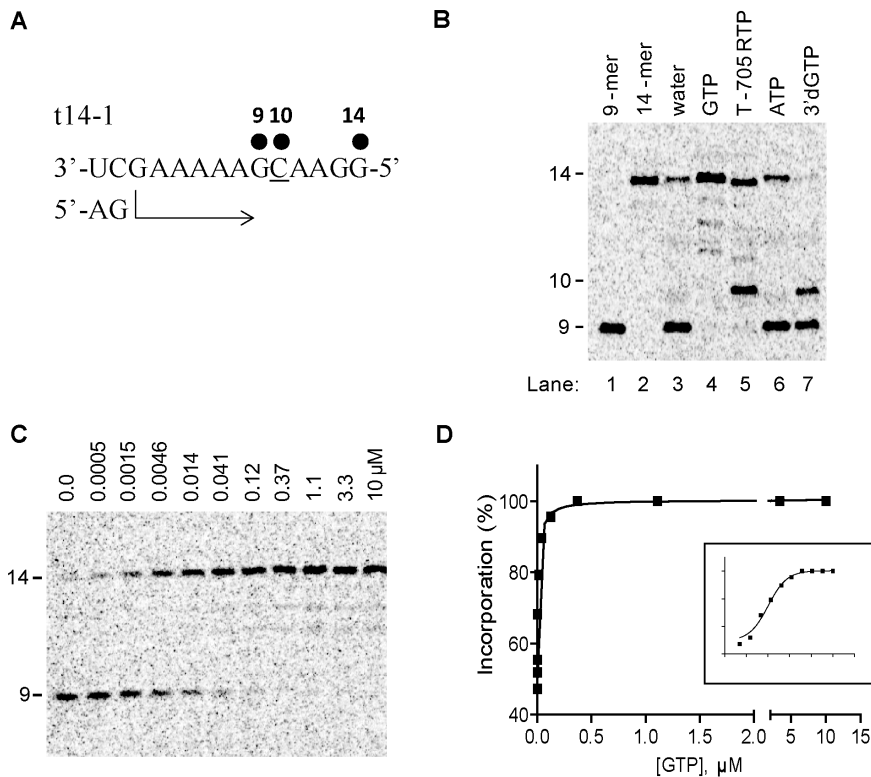 A
t14-1
9 10 14
3’-UCGAAAAAGCAAGG-5’
5’-AG
B
9 -mer
14 -mer
water
GTP
T -705RTP
ATP
3’dGTP
14
10
9
Lane: 1 2 3 4 5 6 7
C
0.0
0.0005
0.0015
0.0046
0.014
0.041
0.12
0.37
1.1
3.3
10 µM
14
9
D
Incorporation (%)
100
80
60
40
0.0 0.5 1.0 1.5 2.0 5 10 15
[GTP], µM